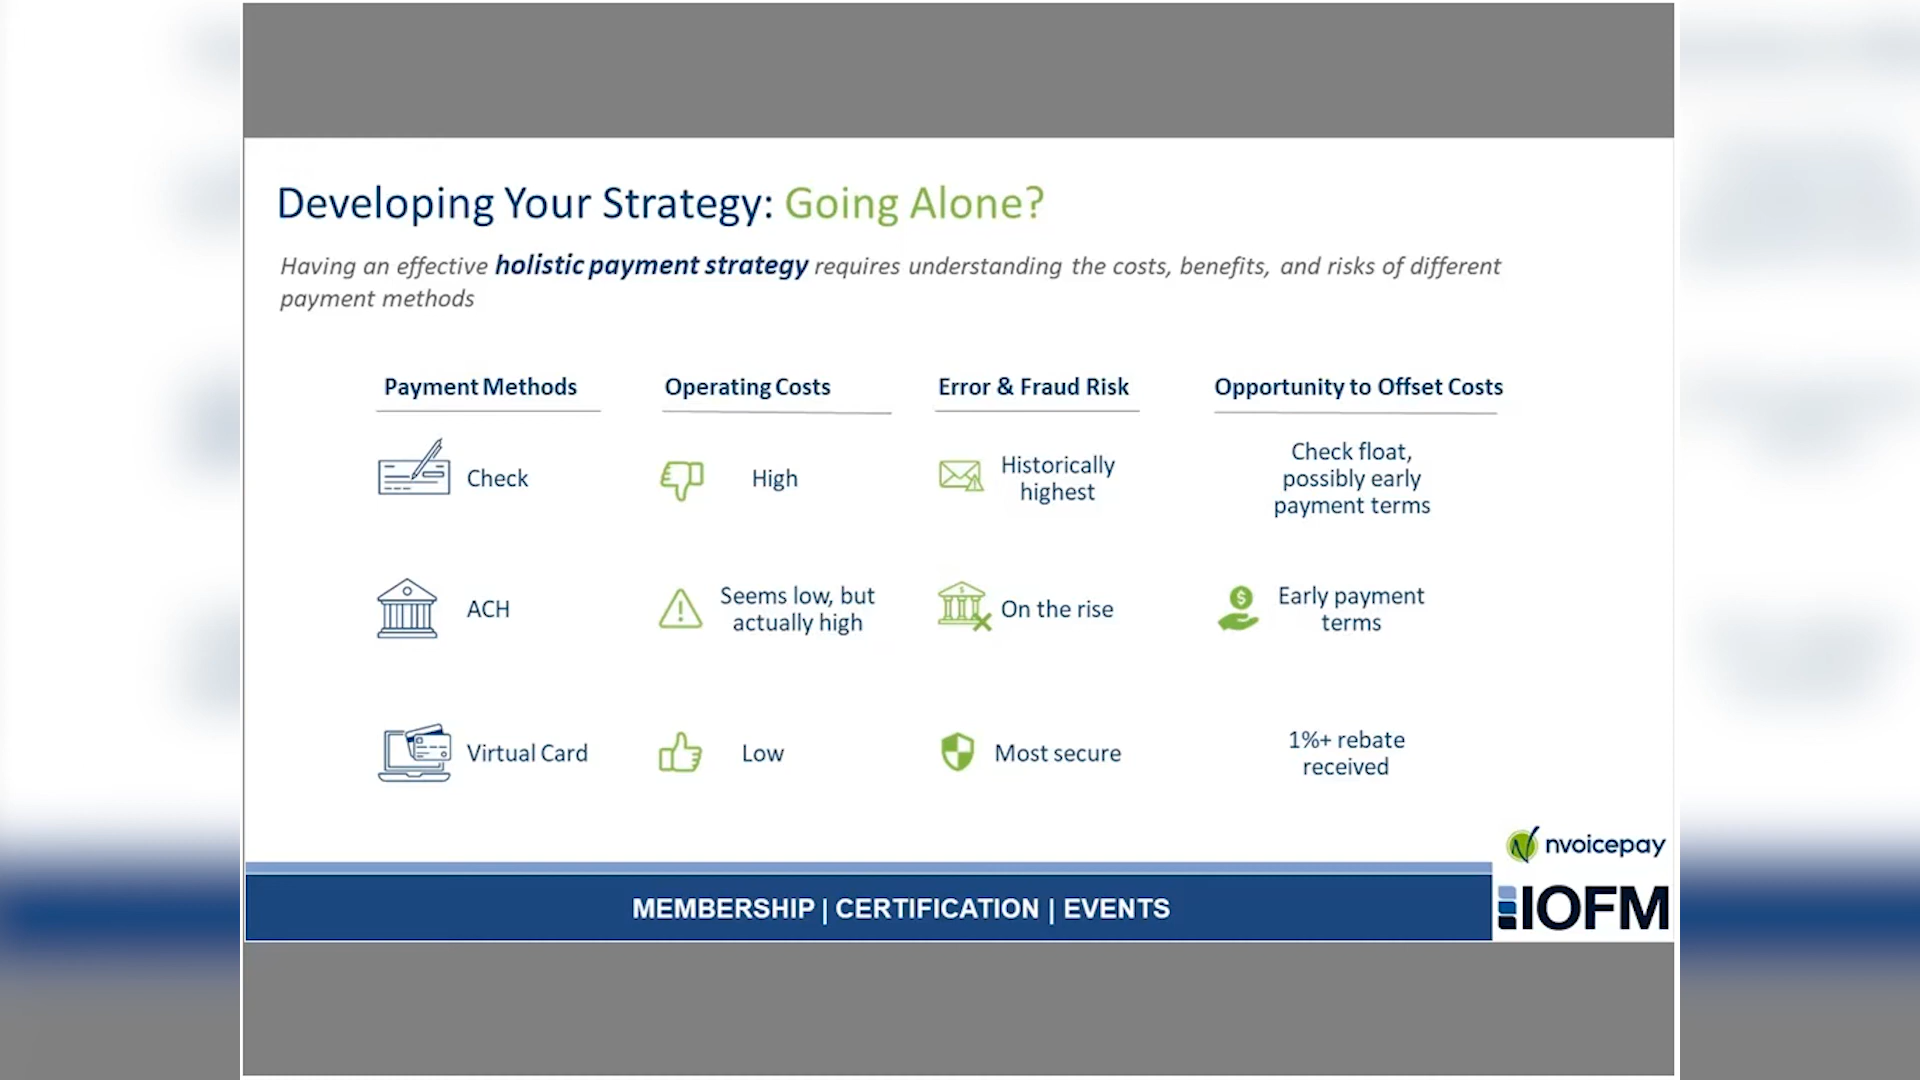 Developing Your Strategy: Going Alone?
Having an effective holistic payment strategy requires understanding the costs, benefits, and risks of different
payment methods
Payment Methods
Operating Costs
Error & Fraud Risk
Opportunity to Offset Costs
Check
High
Historically
highest
Check float,
possibly early
payment terms
ACH
Seems low, but
actually high
On the rise
Early payment
terms
Virtual Card
Low
Most secure
1%+ rebate
received
nvoicepay
MEMBERSHIP | CERTIFICATION | EVENTS
IOFM